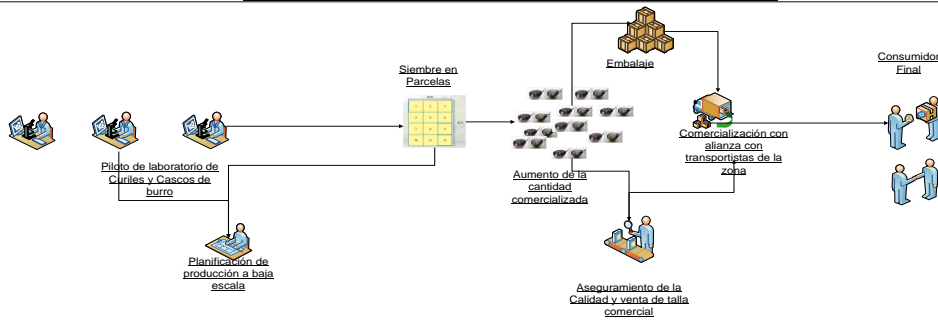 Siembre en
Parcelas
Embalaje
Consumidor
Final
Piloto de laboratorio de
Curiles y Cascos de
burro
Aumento de la
cantidad
comercializada
Comercialización con
alianza con
transportistas de la
zona
Planificación de
producción a baja
escala
Aseguramiento de la
Calidad y venta de talla
comercial